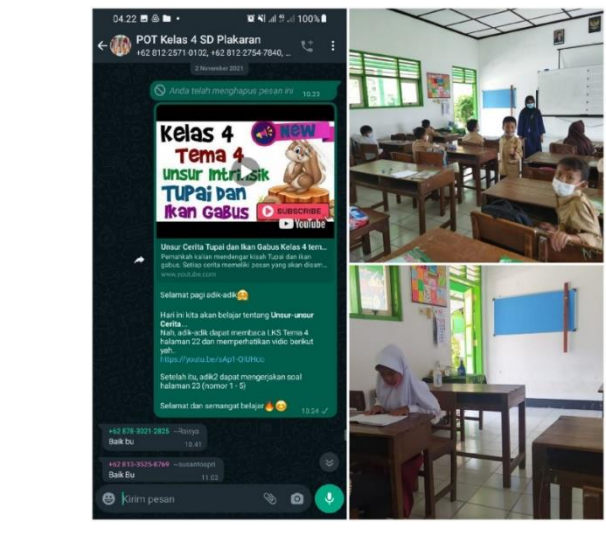 04.22
100%
POT Kelas 4 SD Plakaran
+62 812-2571-0102, +62 812-2754-7840, ...
2 November 2021
Anda telah menghapus pesan ini 10.23
Kelas 4
NEW
Tema 4
unsur Intrinsik
TUPai Dan
Ikan GaBus
SUBSCRIBE
YouTube
Unsur Cerita Tupai dan Ikan Gabus Kelas 4 tem...
Pernahkah kalian mendengar kisah Tupai dan ikan
gabus. Setiap cerita memeliki pesan yang akan disam...
www.youtube.com
Selamat pagi adik-adik😊
Hari ini kita akan belajar tentang Unsur-unsur
Cerita...
Nah, adik-adik dapat membaca LKS Tema 4
halaman 22 dan memperhatikan vidio berikut
yah..
Setelah itu, adik2 dapat mengerjakan soal
halaman 23 (nomor 1 - 5)
Selamat dan semangat belajar🔥😊
10.24
Baik bu
10.41
Baik Bu
11.02
Kirim pesan